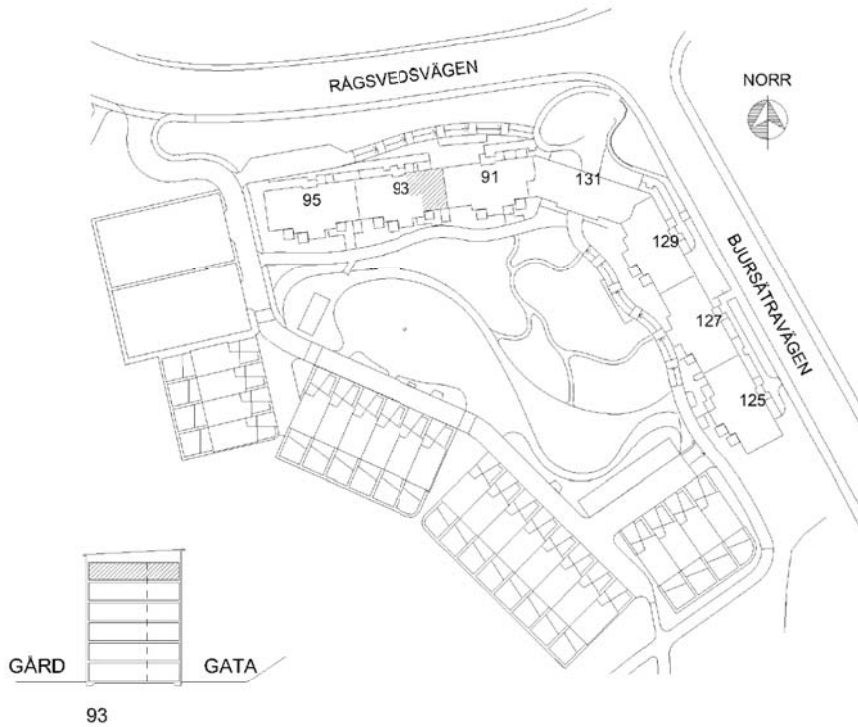 RÅGSVEDSVÄGEN
NORR
91
93
95
131
129
BJURSÄTRAVÄGEN
127
125
GÅRD
GATA
93